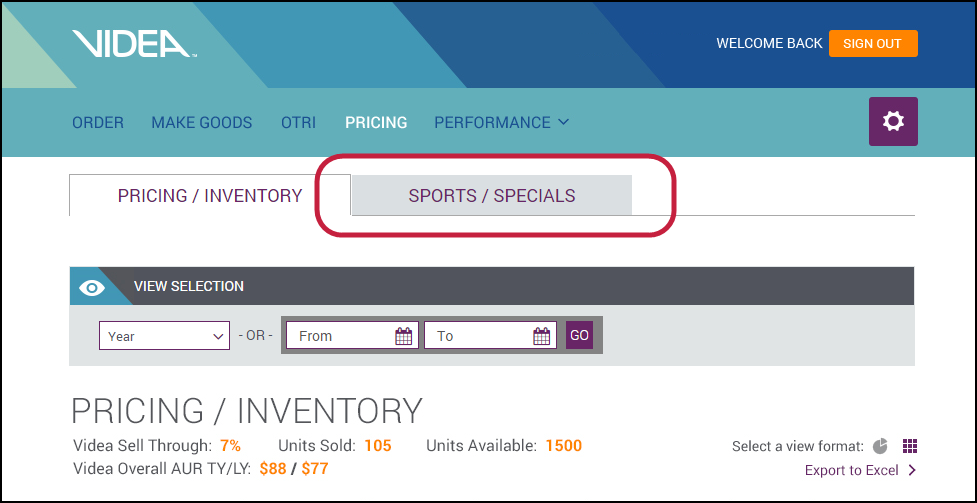 VIDEA™
WELCOME BACK SIGN OUT
ORDER MAKE GOODS OTRI PRICING PERFORMANCE
PRICING / INVENTORY SPORTS / SPECIALS
VIEW SELECTION
Year - OR - From To GO
PRICING / INVENTORY
Videa Sell Through: 7% Units Sold: 105 Units Available: 1500
Select a view format:
Videa Overall AUR TY/LY: $88 / $77
Export to Excel